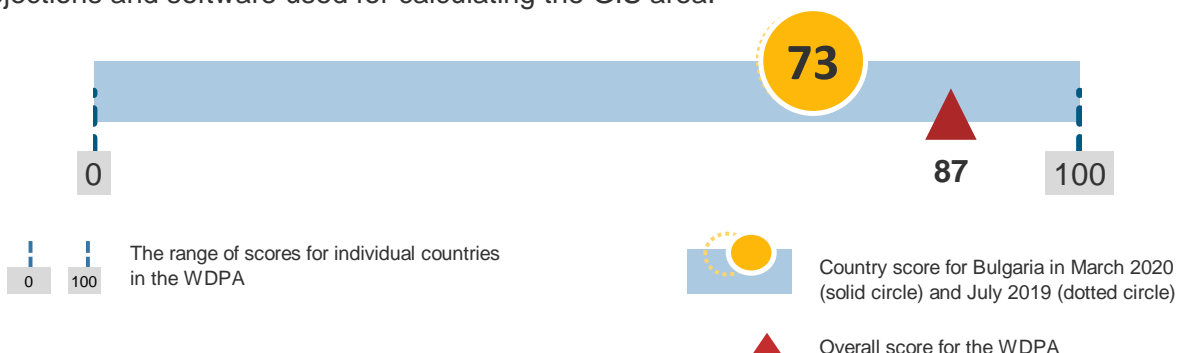 software used for calculating the GIS area.
73
87
0
100
The range of scores for individual countries
in the WDPA
0 100
Country score for Bulgaria in March 2020
(solid circle) and July 2019 (dotted circle)
Overall score for the WDPA